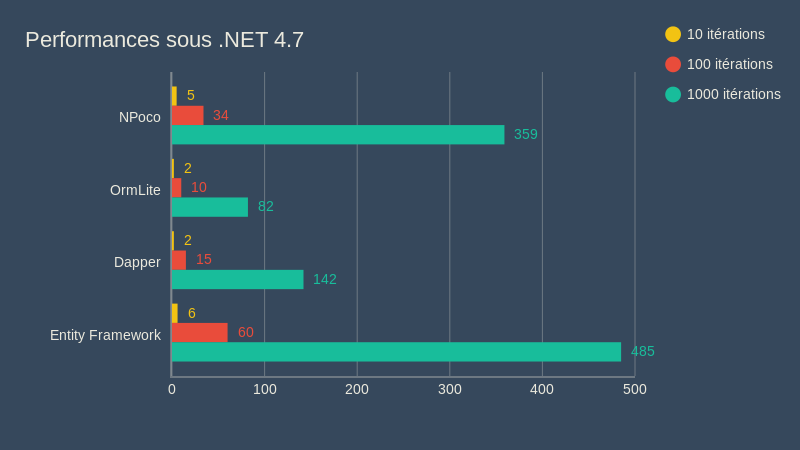 Performances sous .NET 4.7
10 itérations
100 itérations
1000 itérations
NPoco
5
34
359
OrmLite
2
10
82
Dapper
2
15
142
Entity Framework
6
60
485
0 100 200 300 400 500